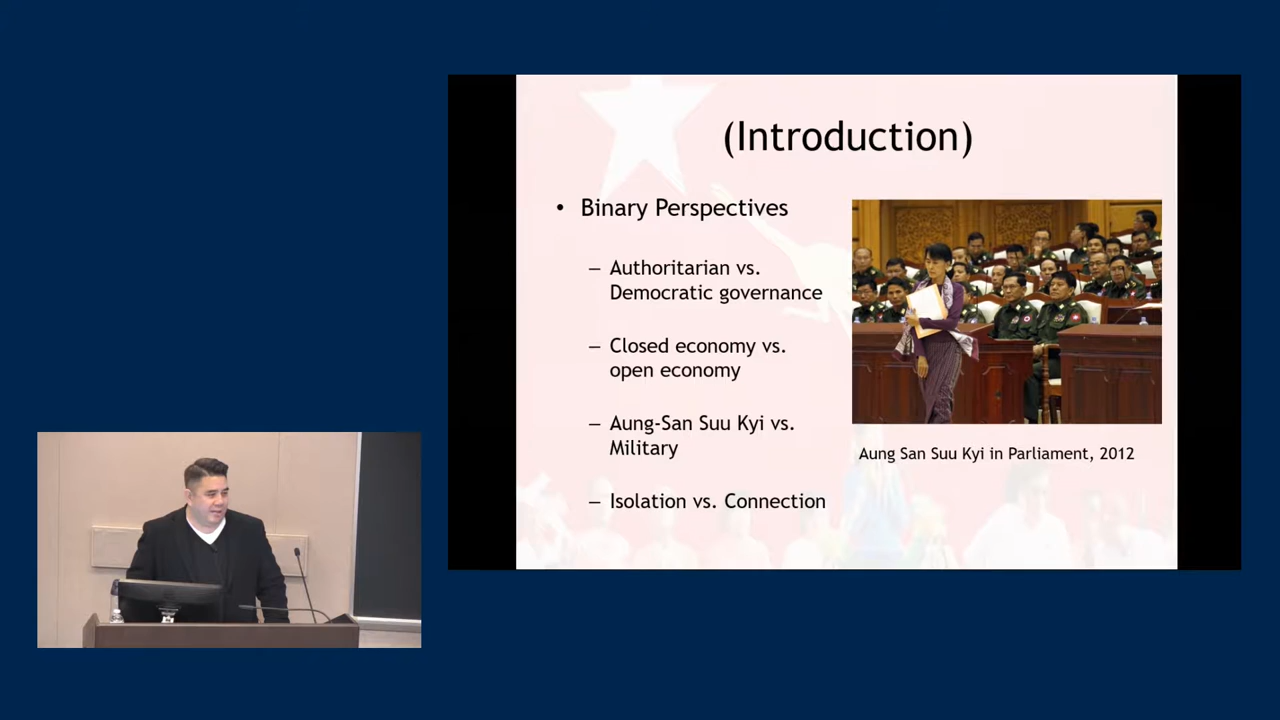 (Introduction)
• Binary Perspectives
– Authoritarian vs.
Democratic governance
– Closed economy vs.
open economy
– Aung-San Suu Kyi vs.
Military
– Isolation vs. Connection
Aung San Suu Kyi in Parliament, 2012